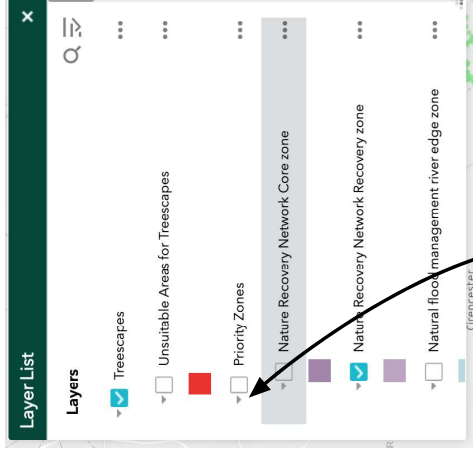 Layer List
Layers
Treescapes
Unsuitable Areas for Treescapes
Priority Zones
Nature Recovery Network Core zone
Nature Recovery Network Recovery zone
Natural flood management river edge zone
Cirencester